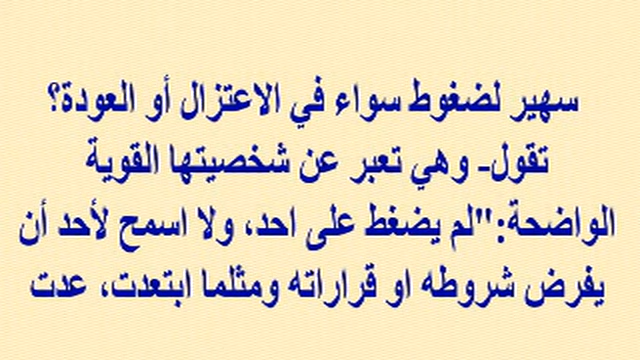 سهير لضغوط سواء في الاعتزال أو العودة؟
تقول- وهي تعبر عن شخصيتها القوية
الواضحة:"لم يضغط على احد، ولا اسمح لأحد أن
يفرض شروطه او قراراته ومثلما ابتعدت، عدت